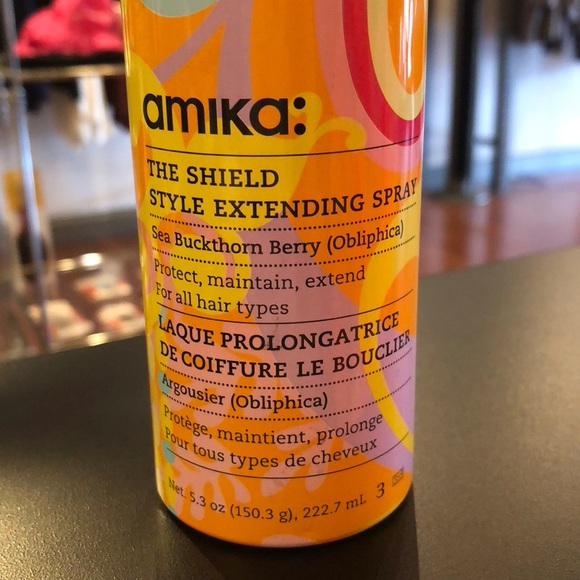 amika:
THE SHIELD
STYLE EXTENDING SPRAY
Sea Buckthorn Berry (Obliphica)
Protect, maintain, extend
For all hair types
LAQUE PROLONGATRICE
DE COIFFURE LE BOUCLIER
Argousier (Obliphica)
Protège, maintient, prolonge
Pour tous types de cheveux
Net. 5.3 oz (150.3 g), 222.7 mL 3